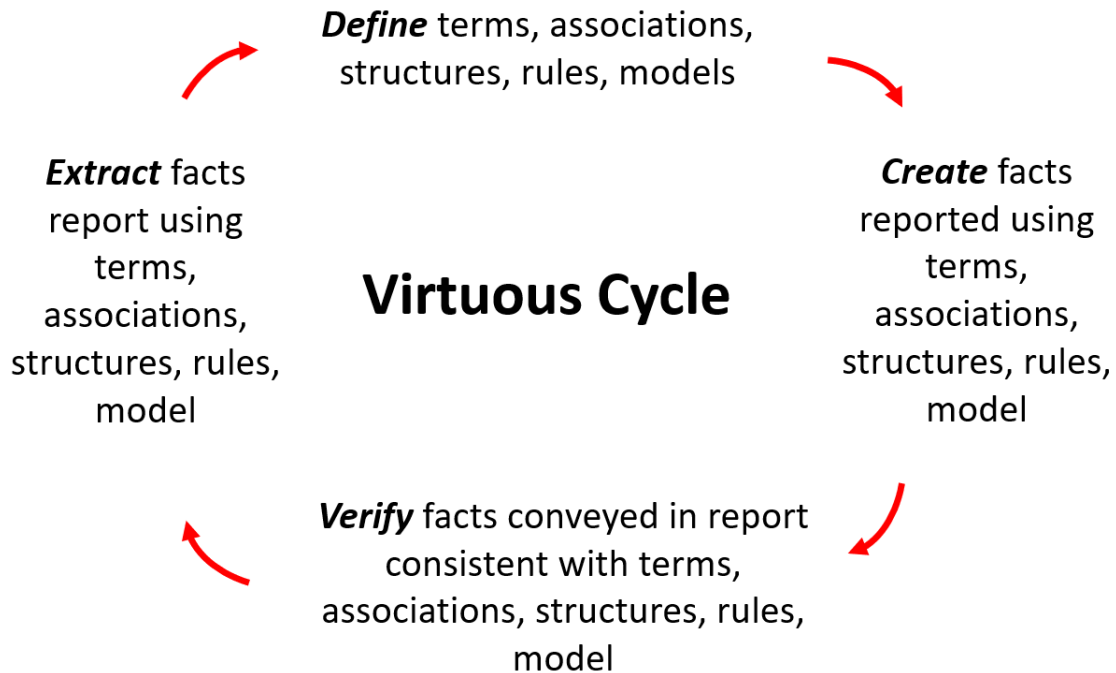 Define terms, associations,
structures, rules, models
Extract facts
report using
terms,
associations,
structures, rules,
model
Virtuous Cycle
Create facts
reported using
terms,
associations,
structures, rules,
model
Verify facts conveyed in report
consistent with terms,
associations, structures, rules,
model